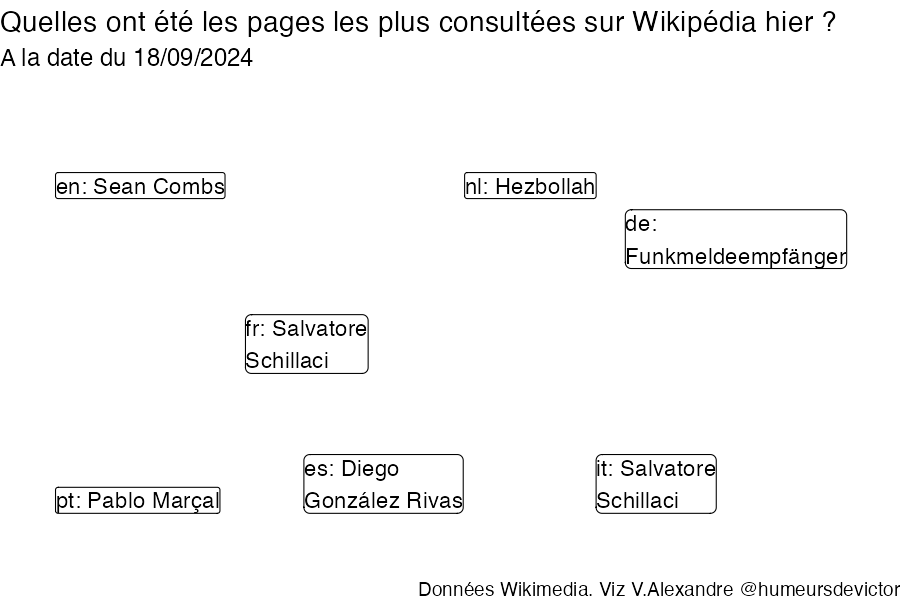 Quelles ont été les pages les plus consultées sur Wikipédia hier ?
A la date du 18/09/2024
en: Sean Combs
nl: Hezbollah
de:
Funkmeldeempfänger
fr: Salvatore
Schillaci
es: Diego
González Rivas
it: Salvatore
Schillaci
pt: Pablo Marçal
Données Wikimedia. Viz V.Alexandre @humeursdevictor